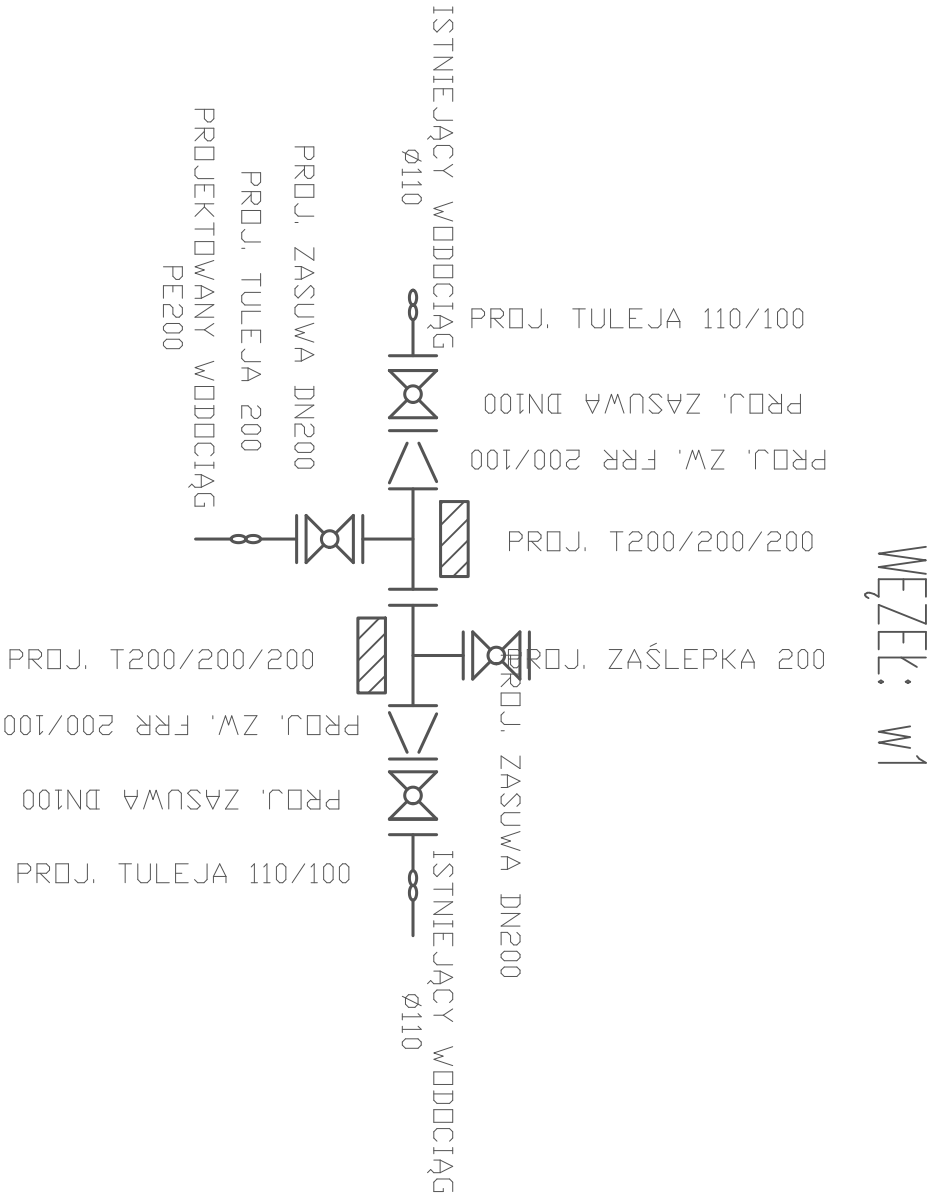 WĘZEŁ: W1
ISTNIEJĄCY WODOCIĄG
Ø110
PROJ. ZASUWA DN200
PROJ. TULEJA 200
PROJEKTOWANY WODOCIĄG
PE200
PROJ. TULEJA 110/100
PROJ. ZASUWA DN100
PROJ. ZW. FRR 200/100
PROJ. T200/200/200
PROJ. T200/200/200
PROJ. ZAŚLEPKA 200
PROJ. ZASUWA DN200
PROJ. ZW. FRR 200/100
PROJ. ZASUWA DN100
PROJ. TULEJA 110/100
ISTNIEJĄCY WODOCIĄG
Ø110